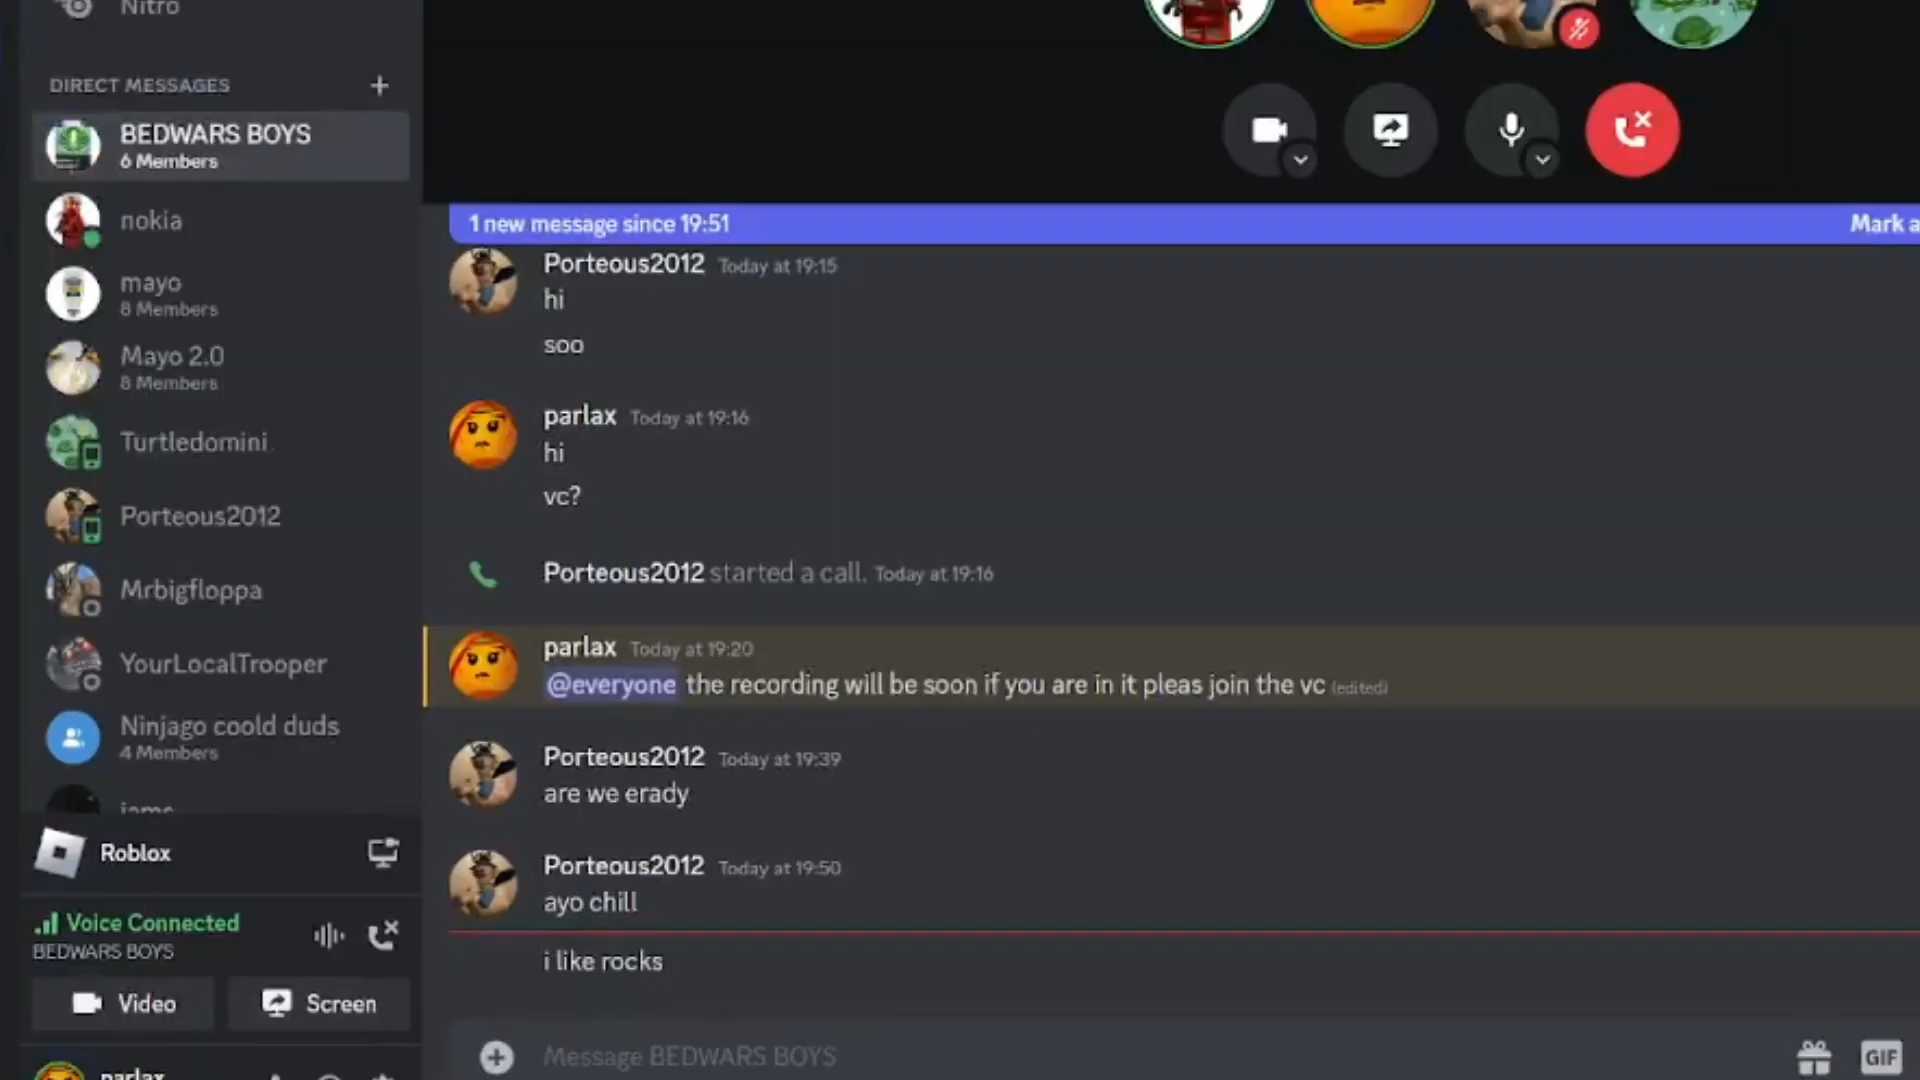 Nitro
DIRECT MESSAGES
BEDWARS BOYS
6 Members
nokia
mayo
8 Members
Mayo 2.0
8 Members
Turtledomini
Porteous2012
Mrbigfloppa
YourLocalTrooper
Ninjago coold duds
4 Members
Roblox
Voice Connected
BEDWARS BOYS
Video
Screen
parlax
1 new message since 19:51
Mark a
Porteous2012 Today at 19:15
hi
soo
parlax Today at 19:16
hi
vc?
Porteous2012 started a call. Today at 19:16
parlax Today at 19:20
@everyone the recording will be soon if you are in it pleas join the vc (edited)
Porteous2012 Today at 19:39
are we erady
Porteous2012 Today at 19:50
ayo chill
i like rocks
Message BEDWARS BOYS
GIF